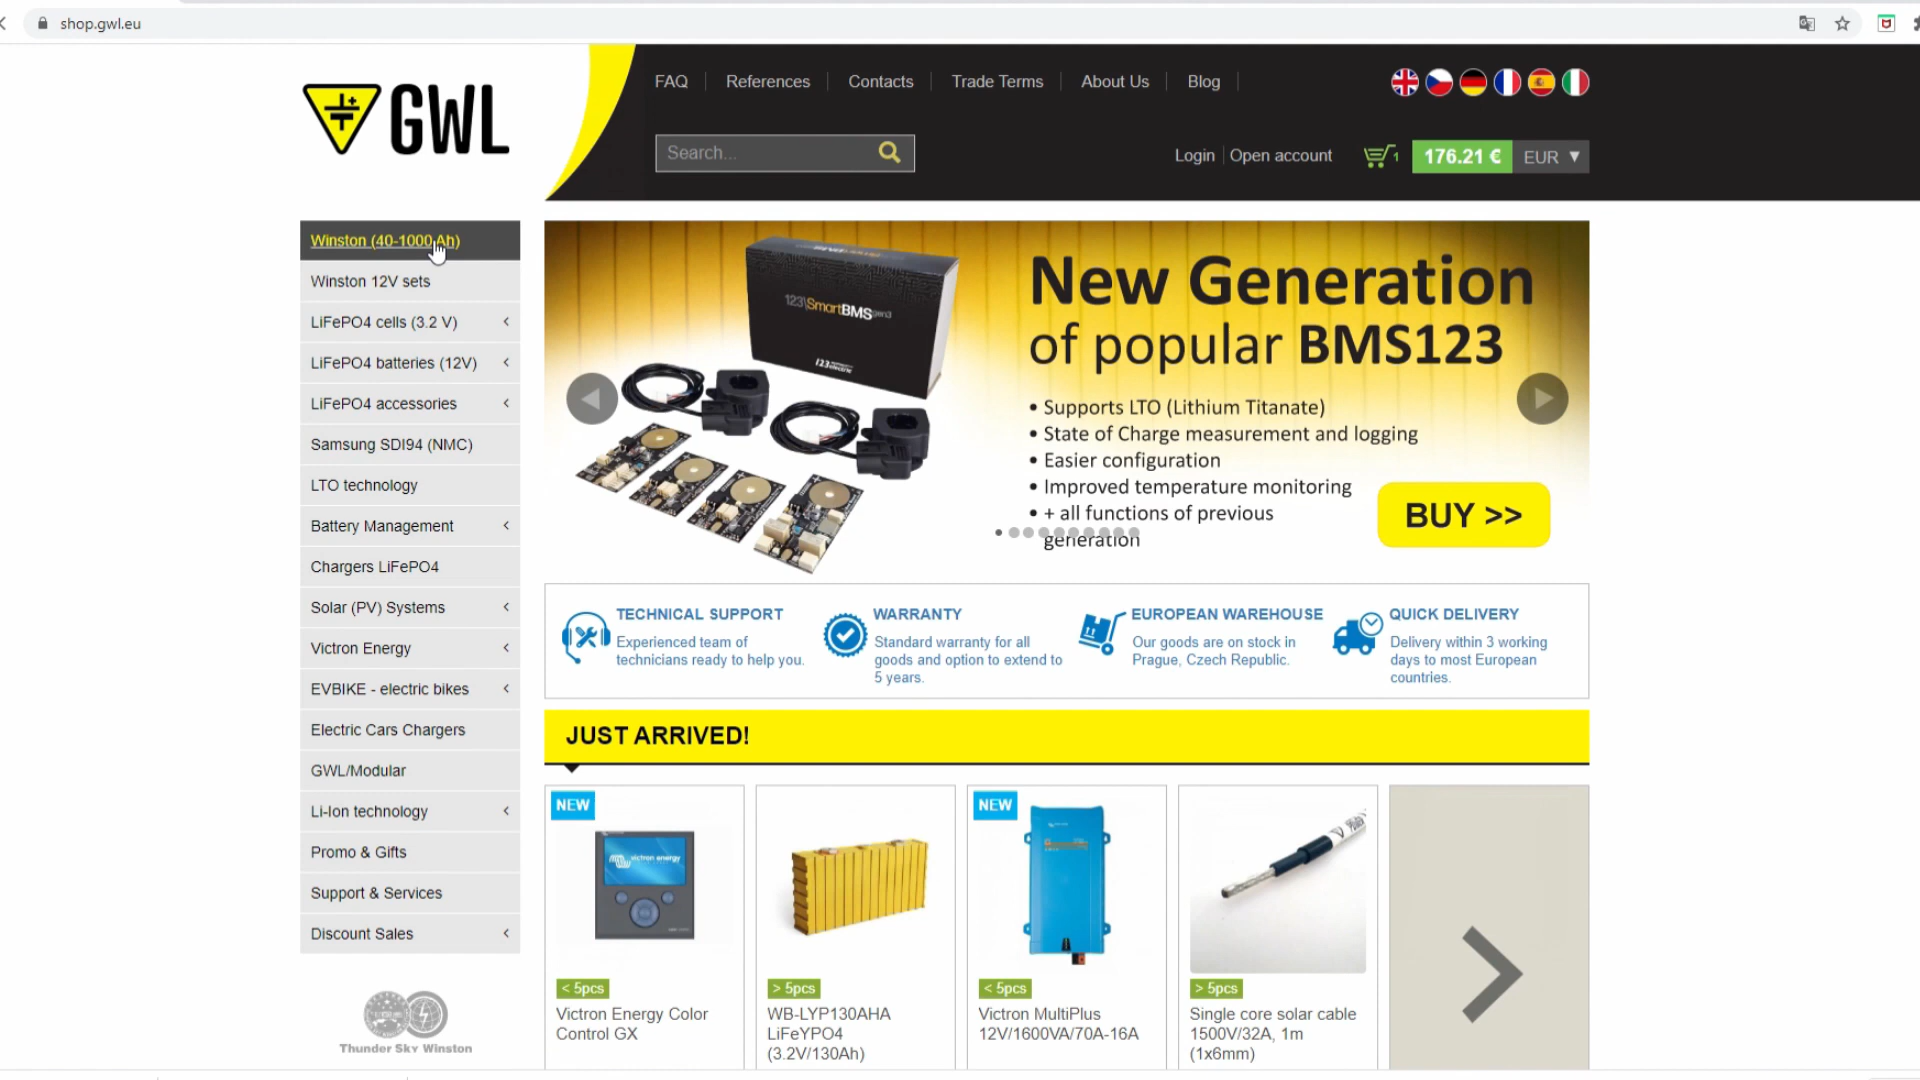 shop.gwl.eu
GWL
FAQ
References
Contacts
Trade Terms
About Us
Blog
Search...
Login
Open account
1
176.21 €
EUR ▼
Winston (40-1000 Ah)
Winston 12V sets
LiFePO4 cells (3.2 V)
LiFePO4 batteries (12V)
LiFePO4 accessories
Samsung SDI94 (NMC)
LTO technology
Battery Management
Chargers LiFePO4
Solar (PV) Systems
Victron Energy
EVBIKE - electric bikes
Electric Cars Chargers
GWL/Modular
Li-Ion technology
Promo & Gifts
Support & Services
Discount Sales
Thunder Sky Winston
123\SmartBMS gen3
123 electric
New Generation
of popular BMS123
• Supports LTO (Lithium Titanate)
• State of Charge measurement and logging
• Easier configuration
• Improved temperature monitoring
• + all functions of previous
generation
BUY >>
TECHNICAL SUPPORT
Experienced team of
technicians ready to help you.
WARRANTY
Standard warranty for all
goods and option to extend to
5 years.
EUROPEAN WAREHOUSE
Our goods are on stock in
Prague, Czech Republic.
QUICK DELIVERY
Delivery within 3 working
days to most European
countries.
JUST ARRIVED!
NEW
victron energy
< 5pcs
Victron Energy Color
Control GX
> 5pcs
WB-LYP130AHA
LiFeYPO4
(3.2V/130Ah)
NEW
< 5pcs
Victron MultiPlus
12V/1600VA/70A-16A
> 5pcs
Single core solar cable
1500V/32A, 1m
(1x6mm)